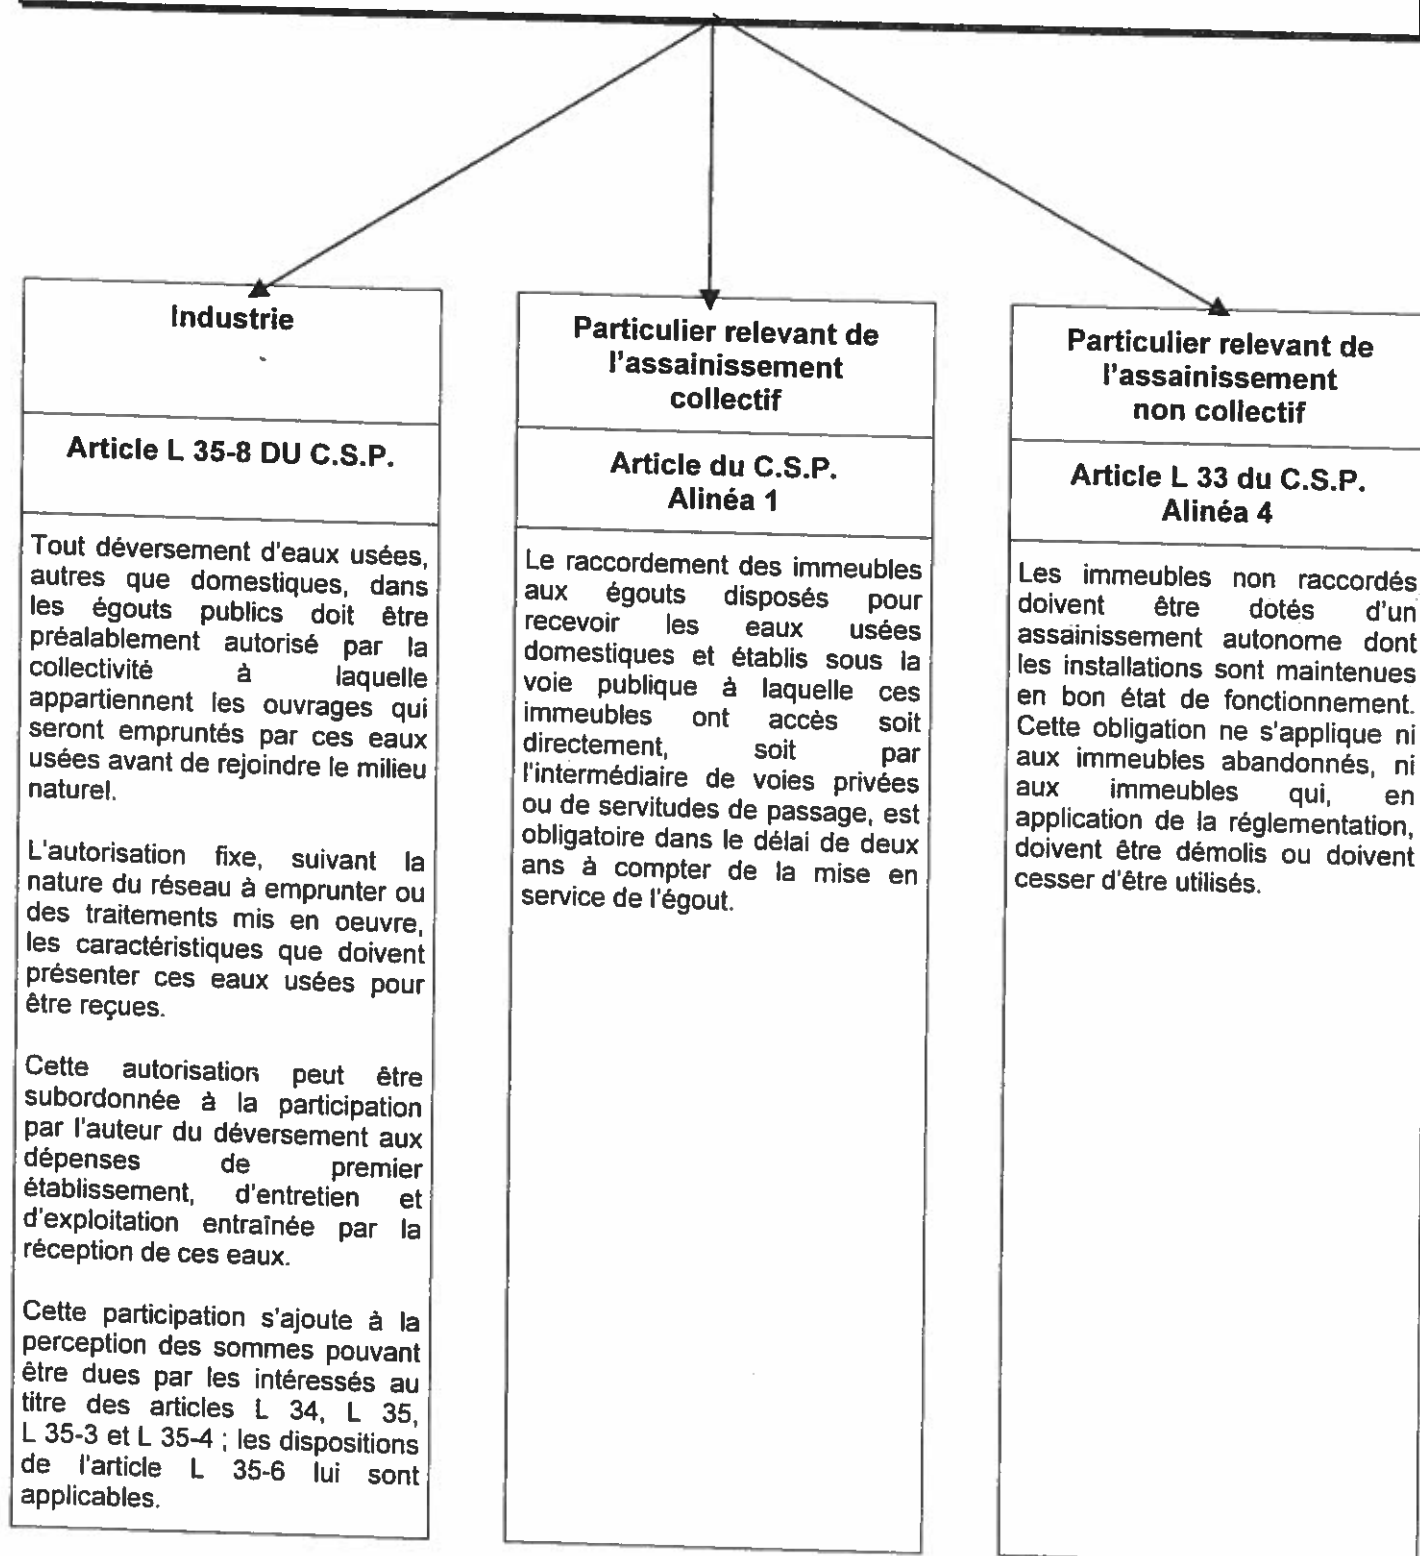 Industrie
Article L 35-8 DU C.S.P.
Tout déversement d'eaux usées,
autres que domestiques, dans
les égouts publics doit être
préalablement autorisé par la
collectivité à laquelle
appartiennent les ouvrages qui
seront empruntés par ces eaux
usées avant de rejoindre le milieu
naturel.
L'autorisation fixe, suivant la
nature du réseau à emprunter ou
des traitements mis en oeuvre,
les caractéristiques que doivent
présenter ces eaux usées pour
être reçues.
Cette autorisation peut être
subordonnée à la participation
par l'auteur du déversement aux
dépenses de premier
établissement, d'entretien et
d'exploitation entraînée par la
réception de ces eaux.
Cette participation s'ajoute à la
perception des sommes pouvant
être dues par les intéressés au
titre des articles L 34, L 35,
L 35-3 et L 35-4 ; les dispositions
de l'article L 35-6 lui sont
applicables.
Particulier relevant de
l'assainissement
collectif
Article du C.S.P.
Alinéa 1
Le raccordement des immeubles
aux égouts disposés pour
recevoir les eaux usées
domestiques et établis sous la
voie publique à laquelle ces
immeubles ont accès soit
directement, soit par
l'intermédiaire de voies privées
ou de servitudes de passage, est
obligatoire dans le délai de deux
ans à compter de la mise en
service de l'égout.
Particulier relevant de
l'assainissement
non collectif
Article L 33 du C.S.P.
Alinéa 4
Les immeubles non raccordés
doivent être dotés d'un
assainissement autonome dont
les installations sont maintenues
en bon état de fonctionnement.
Cette obligation ne s'applique ni
aux immeubles abandonnés, ni
aux immeubles qui, en
application de la réglementation,
doivent être démolis ou doivent
cesser d'être utilisés.